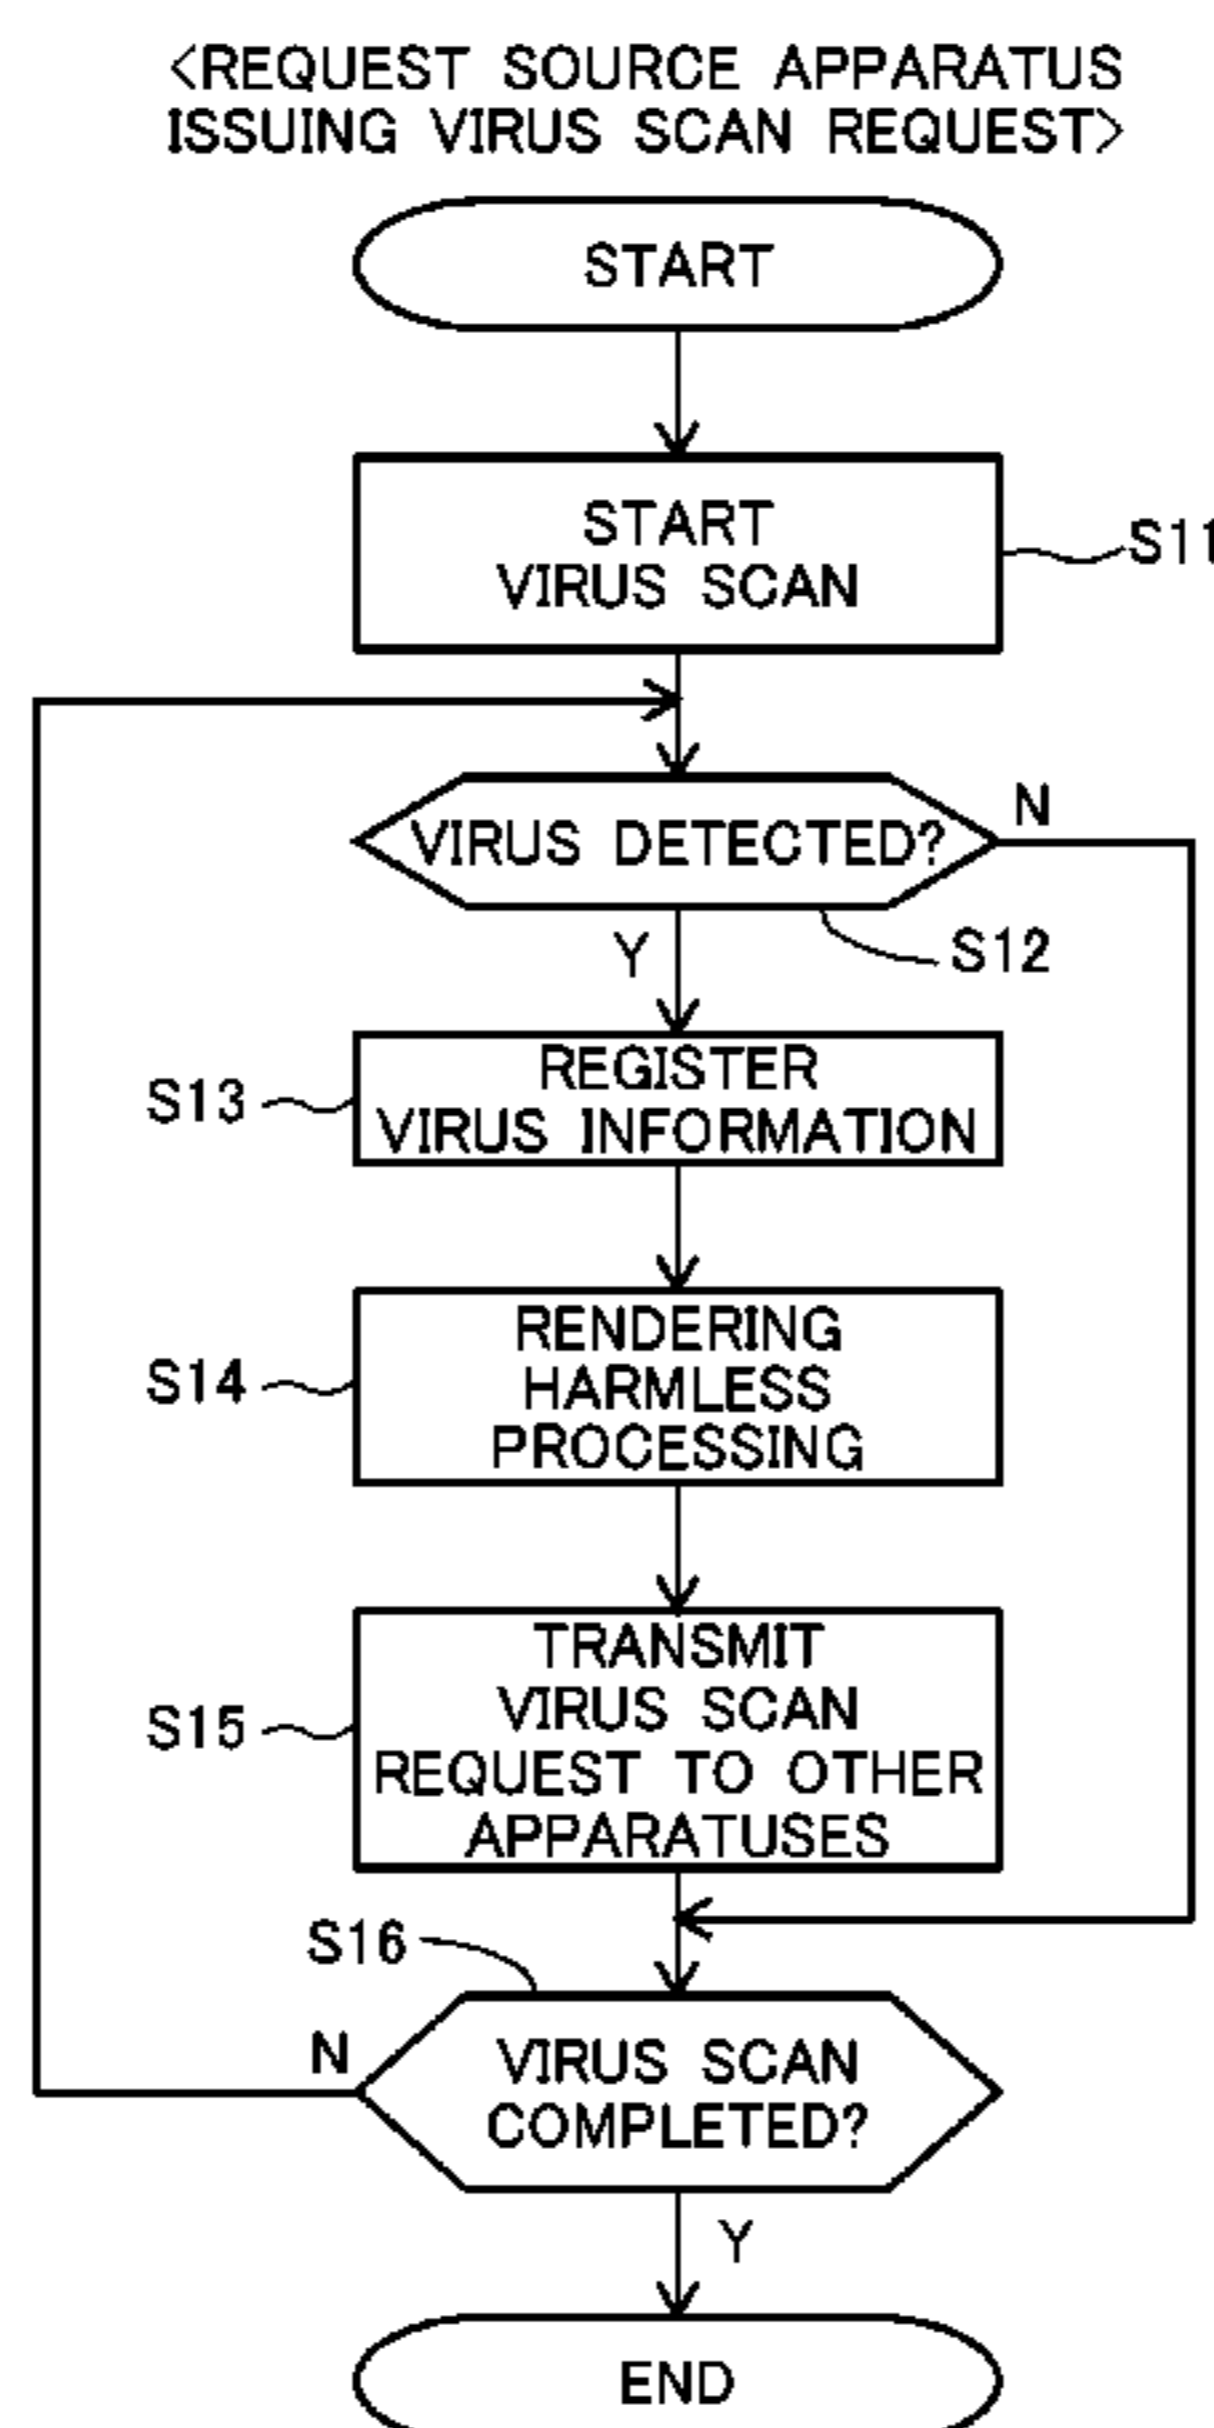 <REQUEST SOURCE APPARATUS
ISSUING VIRUS SCAN REQUEST>
START
START
VIRUS SCAN
S11
VIRUS DETECTED?
N
Y
S12
S13
REGISTER
VIRUS INFORMATION
S14
RENDERING
HARMLESS
PROCESSING
S15
TRANSMIT
VIRUS SCAN
REQUEST TO OTHER
APPARATUSES
S16
N
VIRUS SCAN
COMPLETED?
Y
END